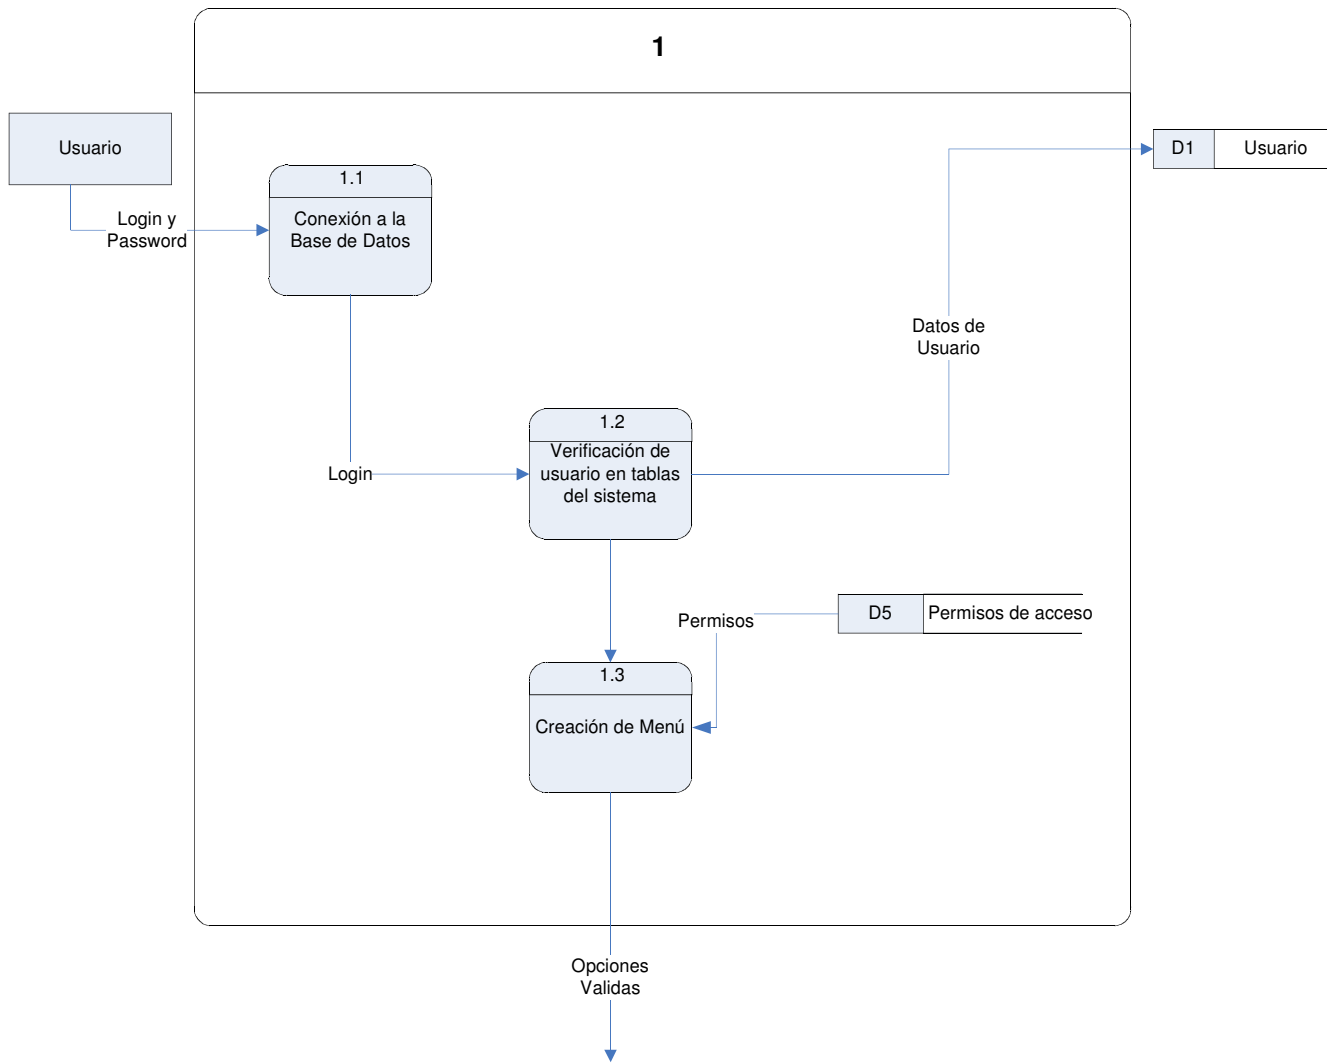 1
Usuario
D1
Usuario
1.1
Conexión a la
Base de Datos
Login y
Password
Datos de
Usuario
1.2
Verificación de
usuario en tablas
del sistema
Login
D5
Permisos de acceso
Permisos
1.3
Creación de Menú
Opciones
Validas